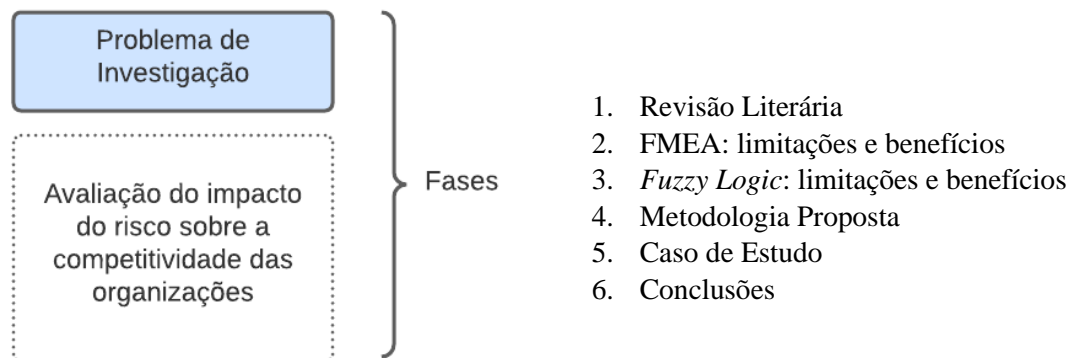 Problema de
Investigação
Avaliação do impacto
do risco sobre a
competitividade das
organizações
Fases
1. Revisão Literária
2. FMEA: limitações e benefícios
3. Fuzzy Logic: limitações e benefícios
4. Metodologia Proposta
5. Caso de Estudo
6. Conclusões